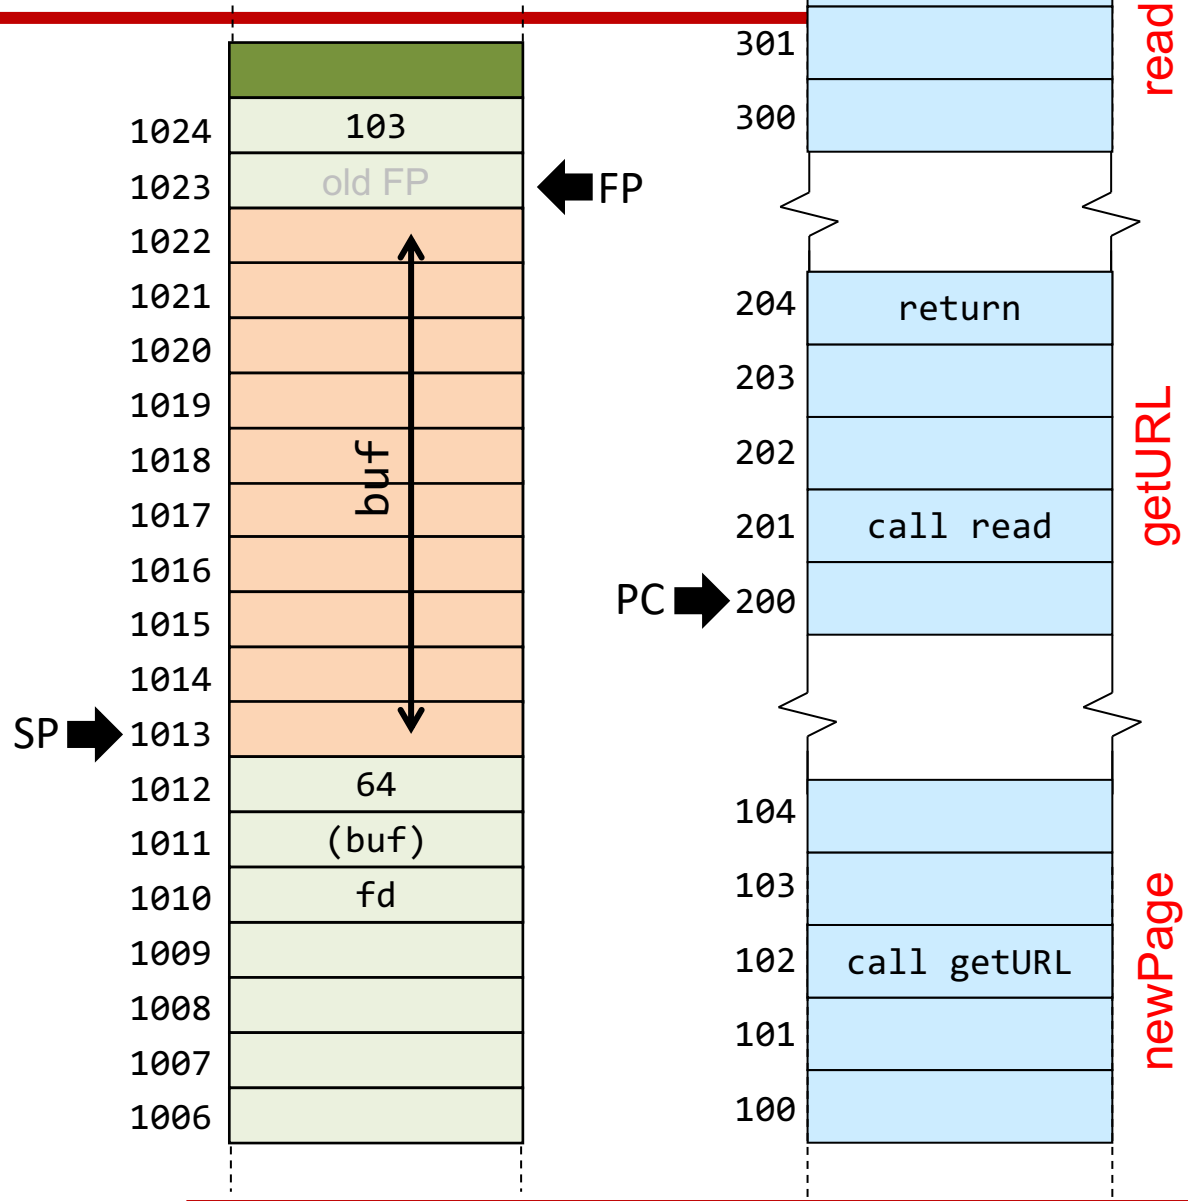 1024 103
1023 old FP
FP
1022
1021
1020
1019
1018
1017
1016
1015
1014
SP 1013
buf
1012 64
1011 (buf)
1010 fd
1009
1008
1007
1006
301
300
read
204 return
203
202
201 call read
PC 200
getURL
104
103
102 call getURL
101
100
newPage